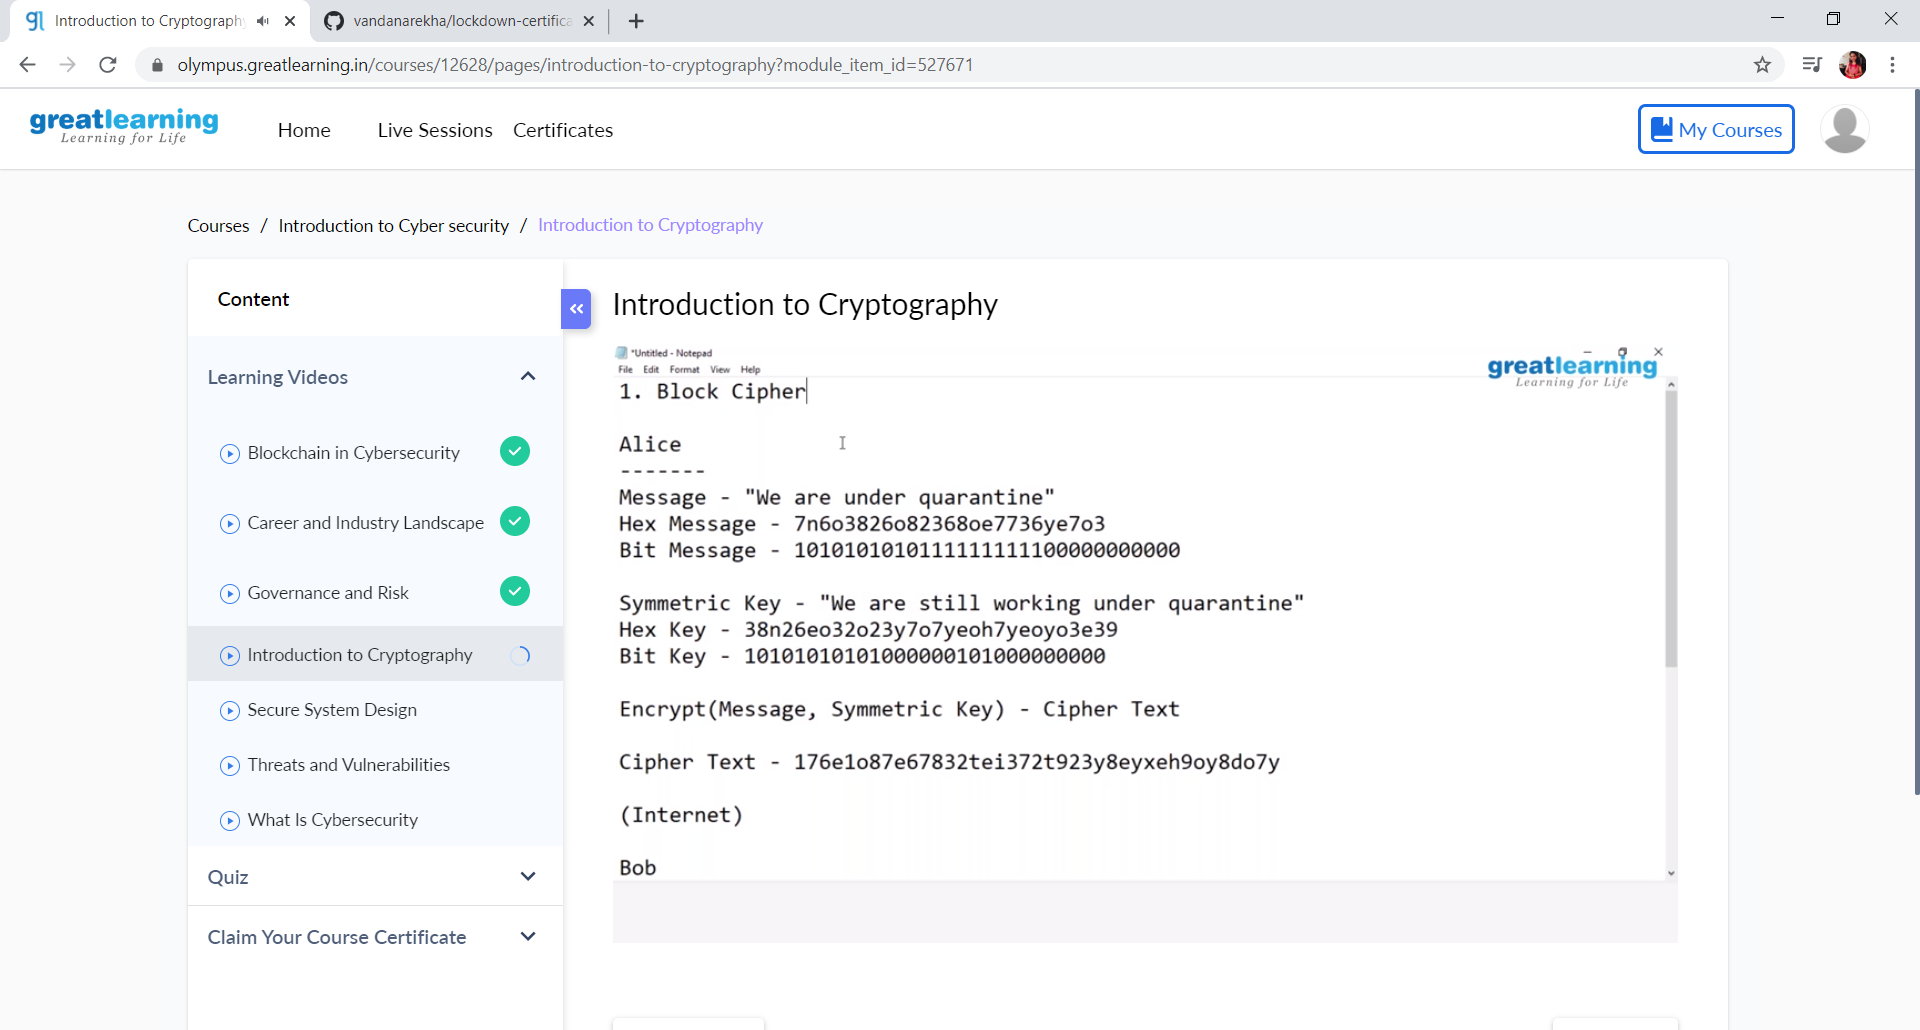 Introduction to Cryptography
vandanarekha/lockdown-certifica
olympus.greatlearning.in/courses/12628/pages/introduction-to-cryptography?module_item_id=527671
greatlearning
Learning for Life
Home
Live Sessions
Certificates
My Courses
Courses / Introduction to Cyber security / Introduction to Cryptography
Content
Learning Videos
Blockchain in Cybersecurity
Career and Industry Landscape
Governance and Risk
Introduction to Cryptography
Secure System Design
Threats and Vulnerabilities
What Is Cybersecurity
Quiz
Claim Your Course Certificate
Introduction to Cryptography
*Untitled - Notepad
File Edit Format View Help
greatlearning
Learning for Life
1. Block Cipher
Alice
-------
Message - "We are under quarantine"
Hex Message - 7n6o3826o82368oe7736ye7o3
Bit Message - 1010101010111111111100000000000
Symmetric Key - "We are still working under quarantine"
Hex Key - 38n26eo32o23y7o7yeoh7yeoyo3e39
Bit Key - 10101010101000000101000000000
Encrypt(Message, Symmetric Key) - Cipher Text
Cipher Text - 176e1o87e67832tei372t923y8eyxeh9oy8do7y
(Internet)
Bob